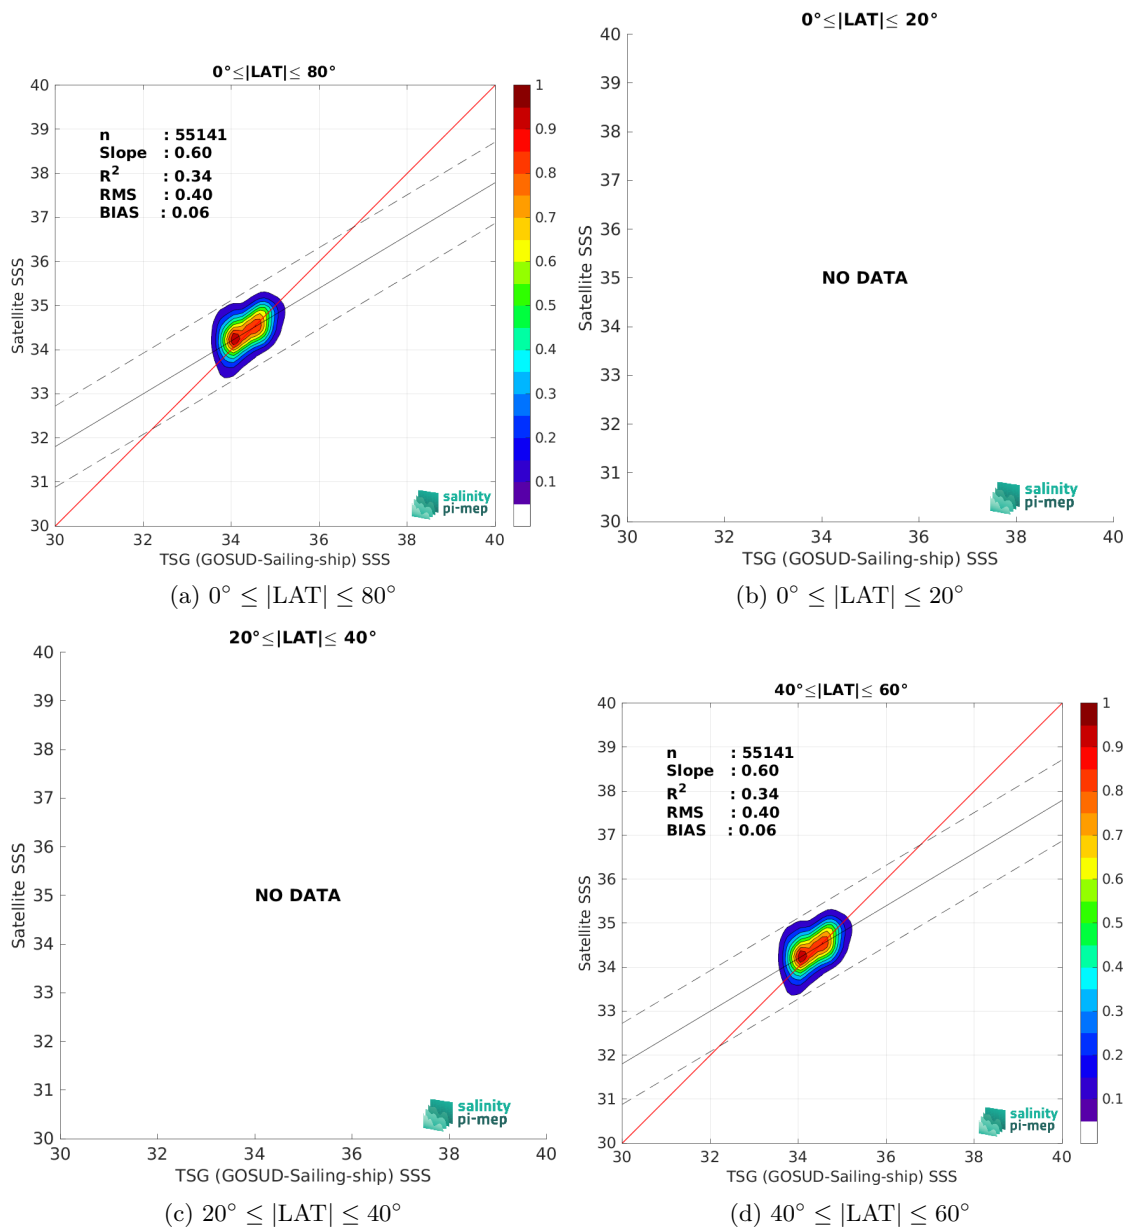 0°≤|LAT|≤ 80°
40
39
38
37
36
35
34
33
32
31
30
30
32
34
36
38
40
n : 55141
Slope : 0.60
R² : 0.34
RMS : 0.40
BIAS : 0.06
Satellite SSS
TSG (GOSUD-Sailing-ship) SSS
salinity
pi-mep
1
0.9
0.8
0.7
0.6
0.5
0.4
0.3
0.2
0.1
(a) 0° ≤ |LAT| ≤ 80°
0°≤|LAT|≤ 20°
40
39
38
37
36
35
34
33
32
31
30
30
32
34
36
38
40
NO DATA
Satellite SSS
TSG (GOSUD-Sailing-ship) SSS
salinity
pi-mep
(b) 0° ≤ |LAT| ≤ 20°
20°≤|LAT|≤ 40°
40
39
38
37
36
35
34
33
32
31
30
30
32
34
36
38
40
NO DATA
Satellite SSS
TSG (GOSUD-Sailing-ship) SSS
salinity
pi-mep
(c) 20° ≤ |LAT| ≤ 40°
40°≤|LAT|≤ 60°
40
39
38
37
36
35
34
33
32
31
30
30
32
34
36
38
40
n : 55141
Slope : 0.60
R² : 0.34
RMS : 0.40
BIAS : 0.06
Satellite SSS
TSG (GOSUD-Sailing-ship) SSS
salinity
pi-mep
1
0.9
0.8
0.7
0.6
0.5
0.4
0.3
0.2
0.1
(d) 40° ≤ |LAT| ≤ 60°